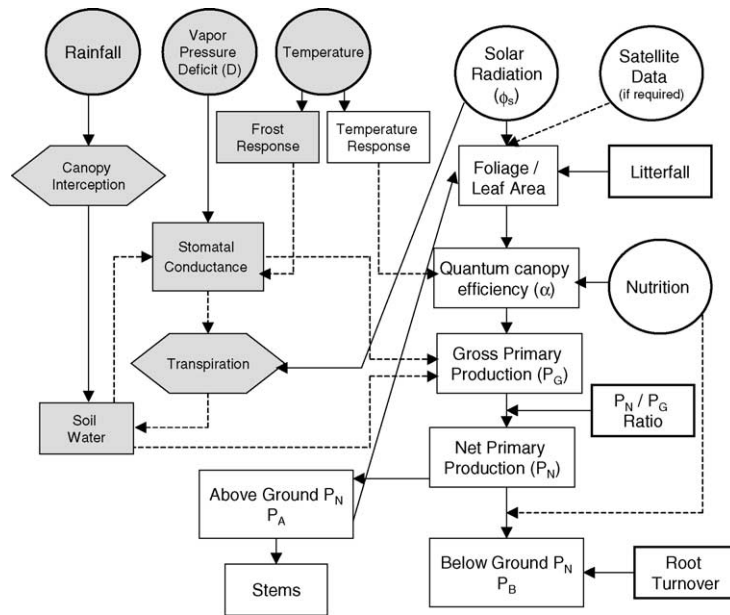 Rainfall
Vapor
Pressure
Deficit (D)
Temperature
Solar
Radiation
(ϕs)
Satellite
Data
(if required)
Frost
Response
Temperature
Response
Canopy
Interception
Foliage /
Leaf Area
Litterfall
Stomatal
Conductance
Quantum canopy
efficiency (α)
Nutrition
Transpiration
Gross Primary
Production (PG)
Soil
Water
PN / PG
Ratio
Net Primary
Production (PN)
Above Ground PN
PA
Stems
Below Ground PN
PB
Root
Turnover